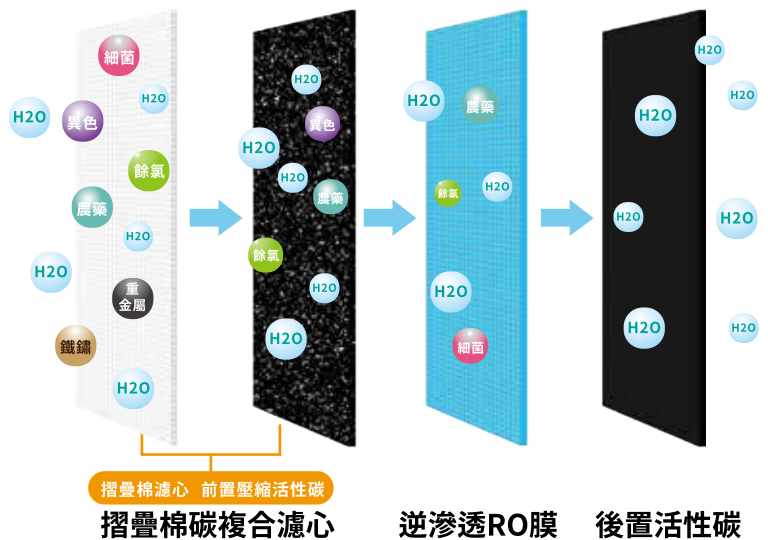 細菌
H2O
H2O
異色
餘氯
農藥
H2O
H2O
重
金屬
鐵鏽
H2O
H2O
異色
H2O
H2O
農藥
餘氯
H2O
H2O
H2O
農藥
餘氯
H2O
H2O
細菌
H2O
H2O
H2O
H2O
H2O
H2O
H2O
摺疊棉濾心 前置壓縮活性碳
摺疊棉碳複合濾心
逆滲透RO膜
後置活性碳